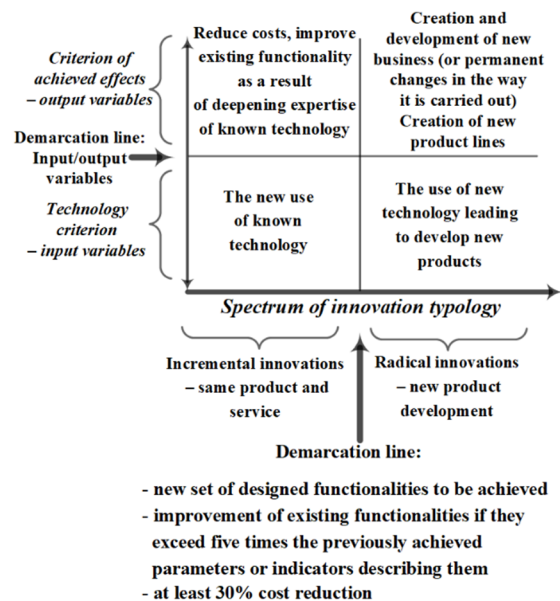 Criterion of
achieved effects
– output variables
Reduce costs, improve
existing functionality
as a result
of deepening expertise
of known technology
Creation and
development of new
business (or permanent
changes in the way
it is carried out)
Creation of new
product lines
Demarcation line:
Input/output
variables
Technology
criterion
– input variables
The new use
of known
technology
The use of new
technology leading
to develop new
products
Spectrum of innovation typology
Incremental innovations
– same product and
service
Radical innovations
– new product
development
Demarcation line:
- new set of designed functionalities to be achieved
- improvement of existing functionalities if they
exceed five times the previously achieved
parameters or indicators describing them
- at least 30% cost reduction